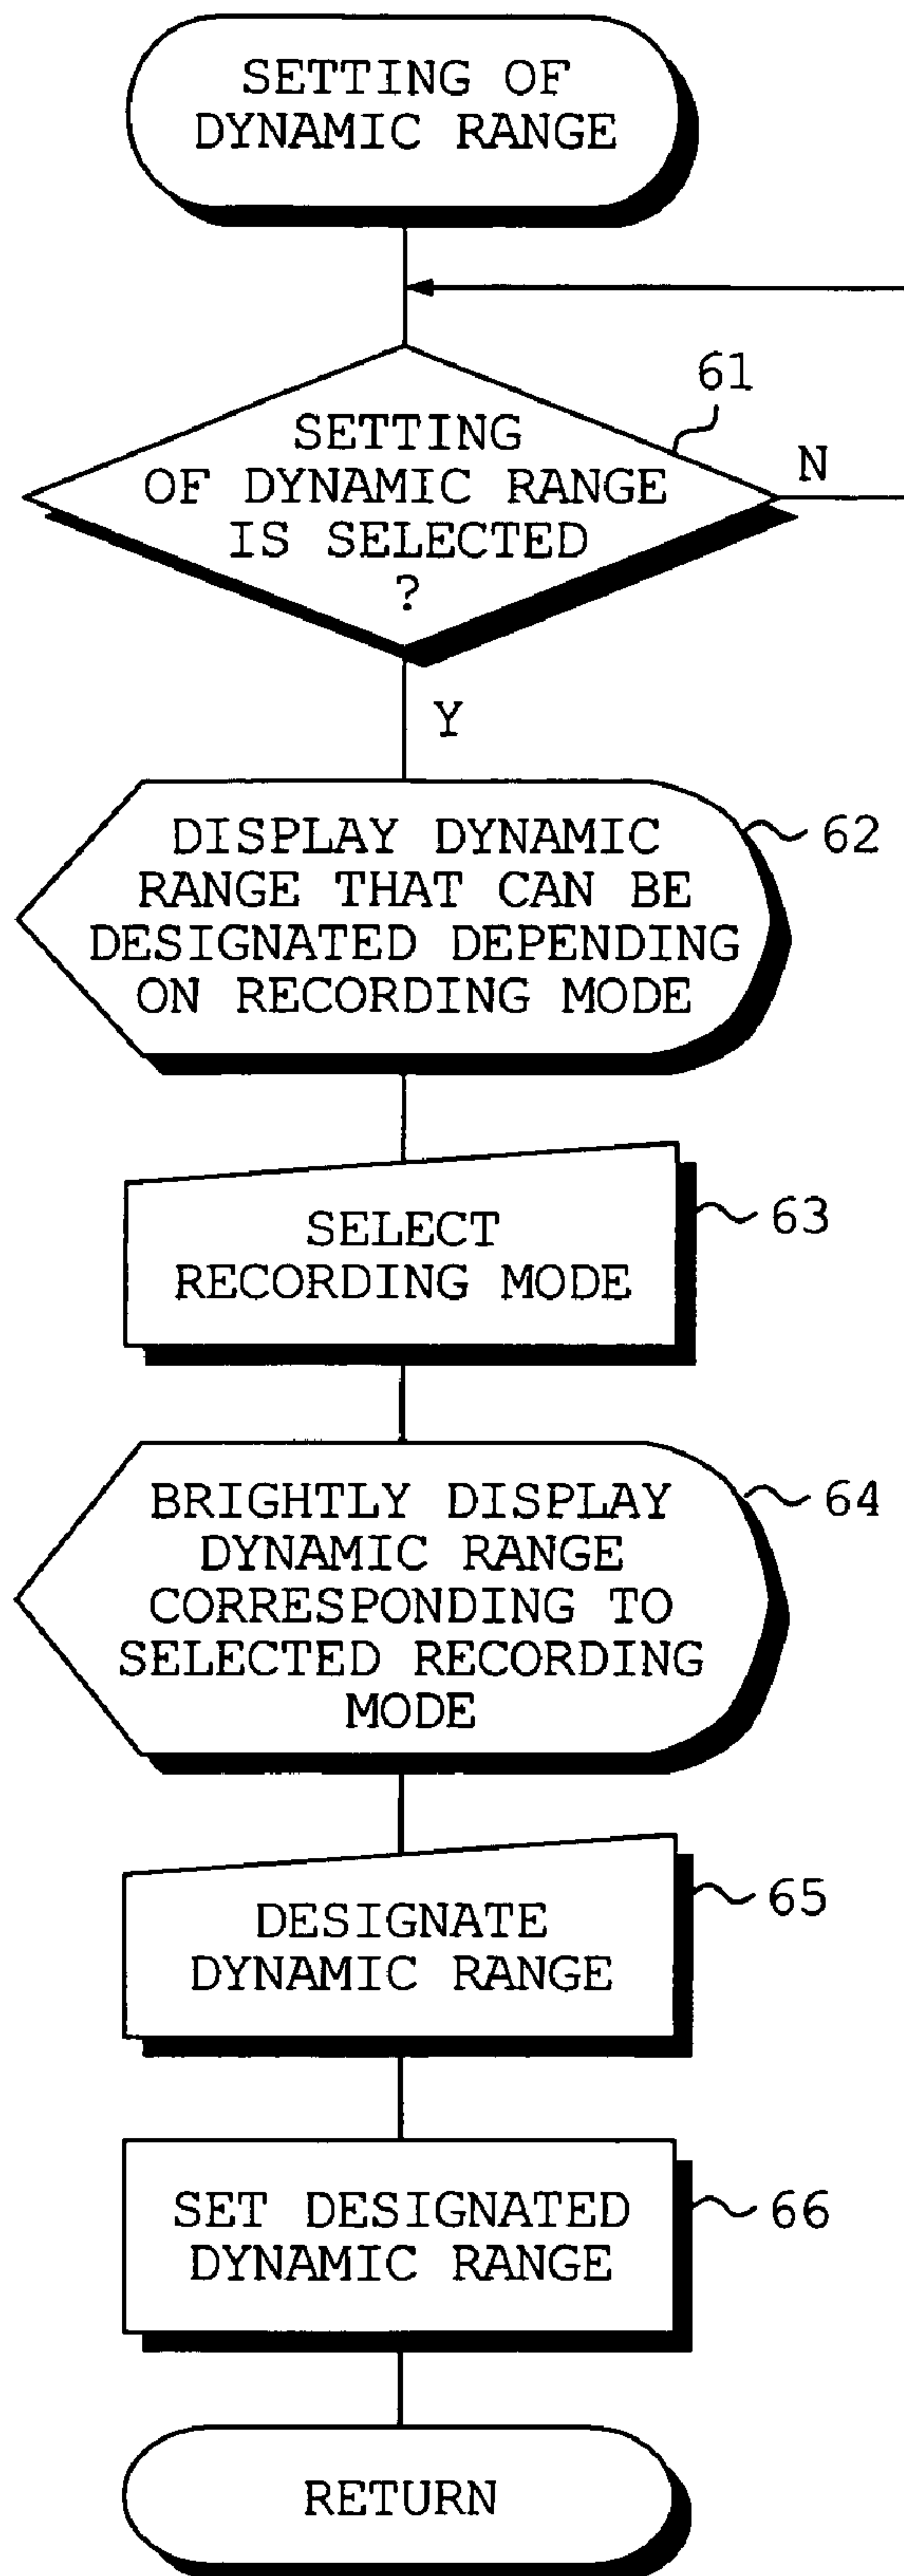 SETTING OF
DYNAMIC RANGE
61
SETTING
OF DYNAMIC RANGE
IS SELECTED
?
N
Y
DISPLAY DYNAMIC
RANGE THAT CAN BE
DESIGNATED DEPENDING
ON RECORDING MODE
62
SELECT
RECORDING MODE
63
BRIGHTLY DISPLAY
DYNAMIC RANGE
CORRESPONDING TO
SELECTED RECORDING
MODE
64
DESIGNATE
DYNAMIC RANGE
65
SET DESIGNATED
DYNAMIC RANGE
66
RETURN